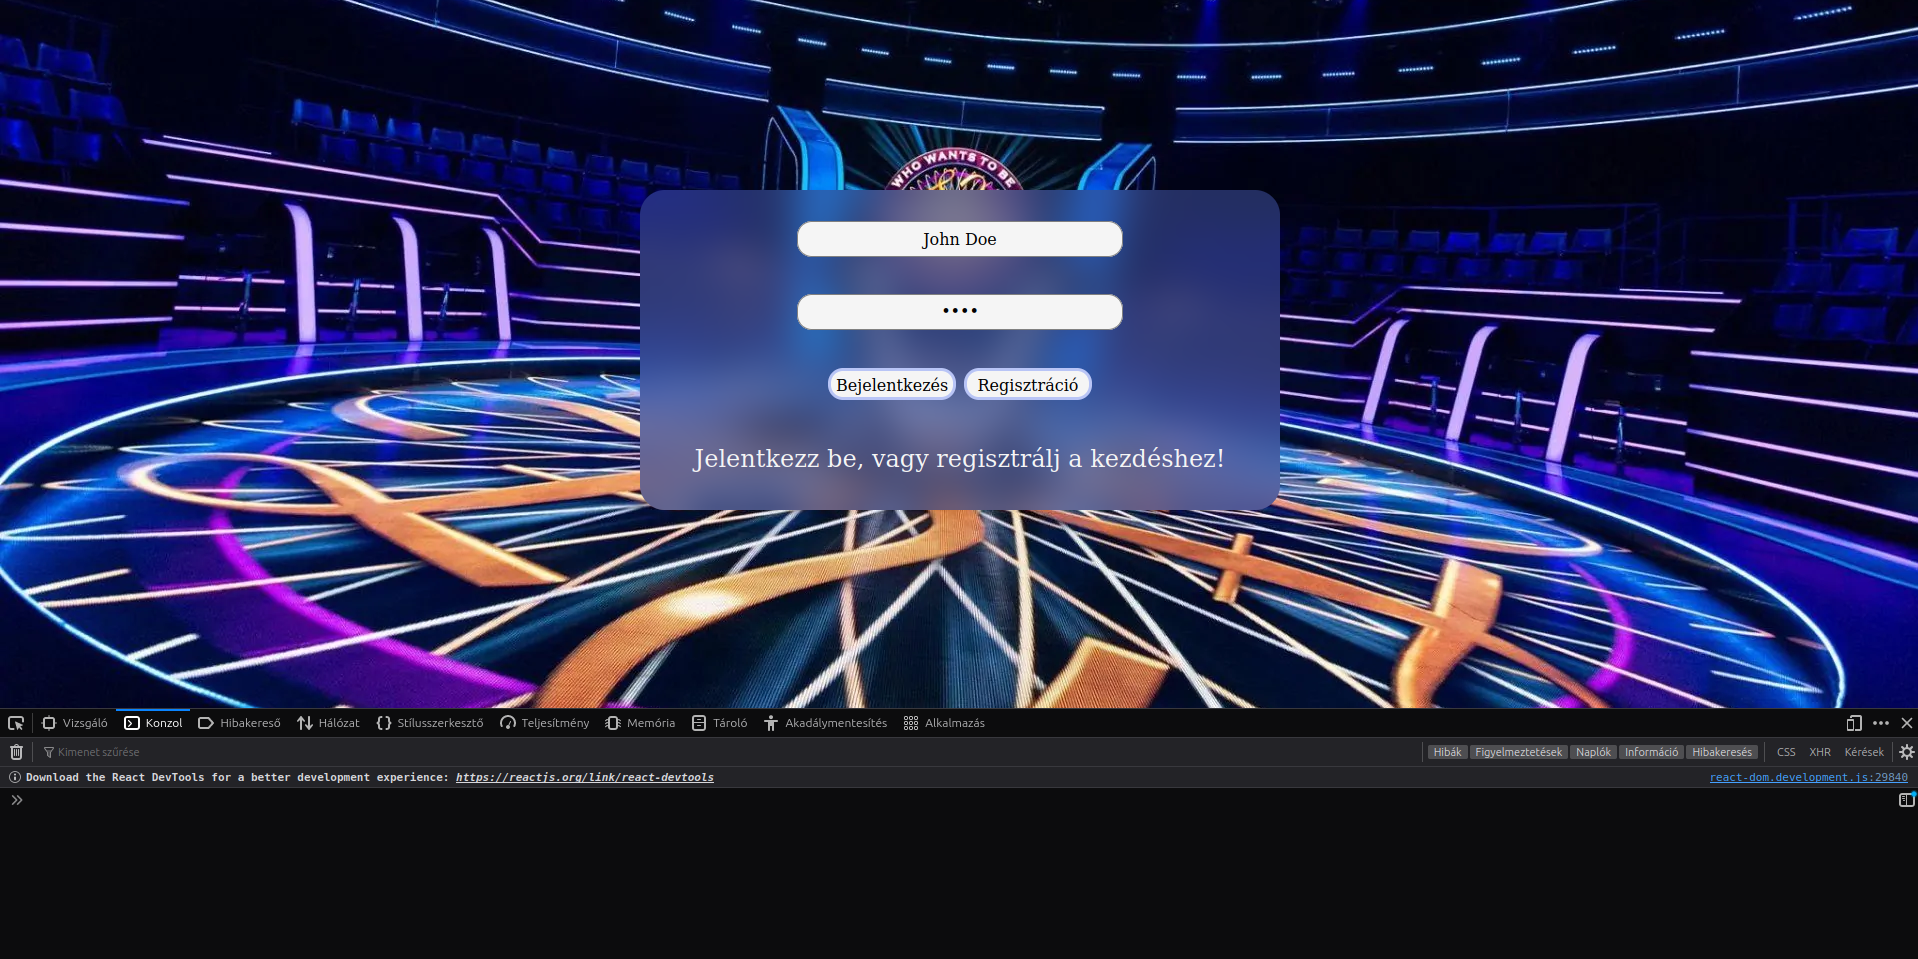 WHO WANTS TO BE
John Doe
••••
Bejelentkezés Regisztráció
Jelentkezz be, vagy regisztrálj a kezdéshez!
Vizsgáló Konzol Hibakereső Hálózat Stílusszerkesztő Teljesítmény Memória Tároló Akadálymentesítés Alkalmazás
Kimenet szűrése Hibák Figyelmeztetések Naplók Információ Hibakeresés CSS XHR Kérések
Download the React DevTools for a better development experience: https://reactjs.org/link/react-devtools react-dom.development.js:29840